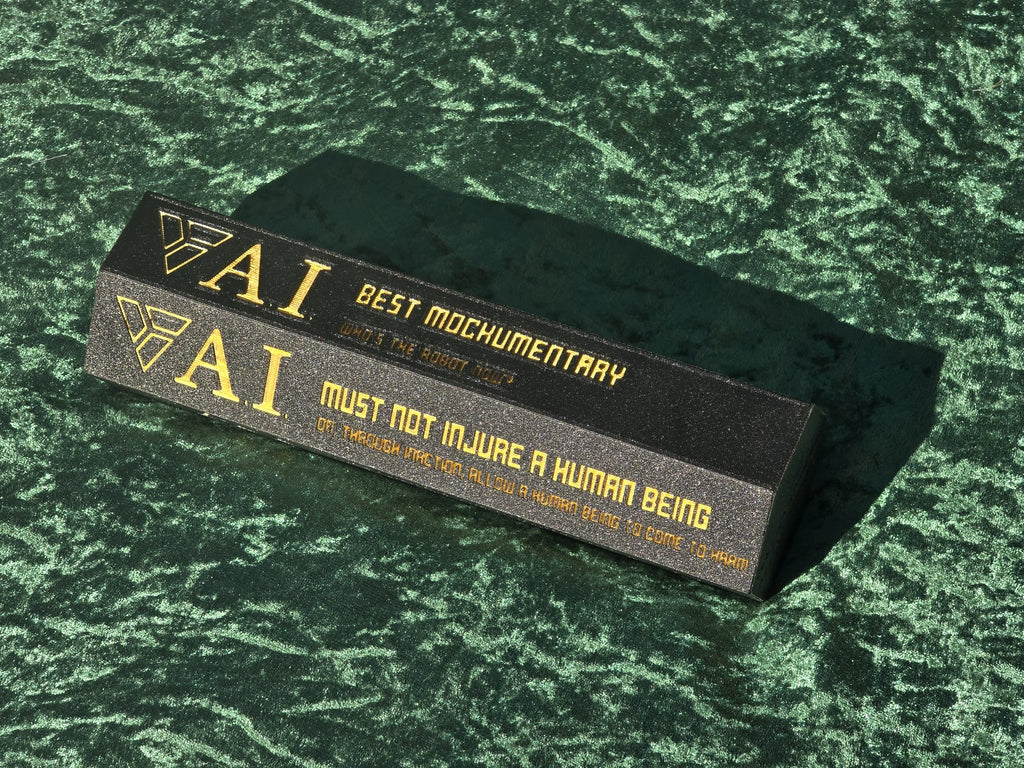 A I
BEST MOCKUMENTARY
WHO'S THE ROBOT NOW?
A.I.
MUST NOT INJURE A HUMAN BEING
OR, THROUGH INACTION, ALLOW A HUMAN BEING TO COME TO HARM